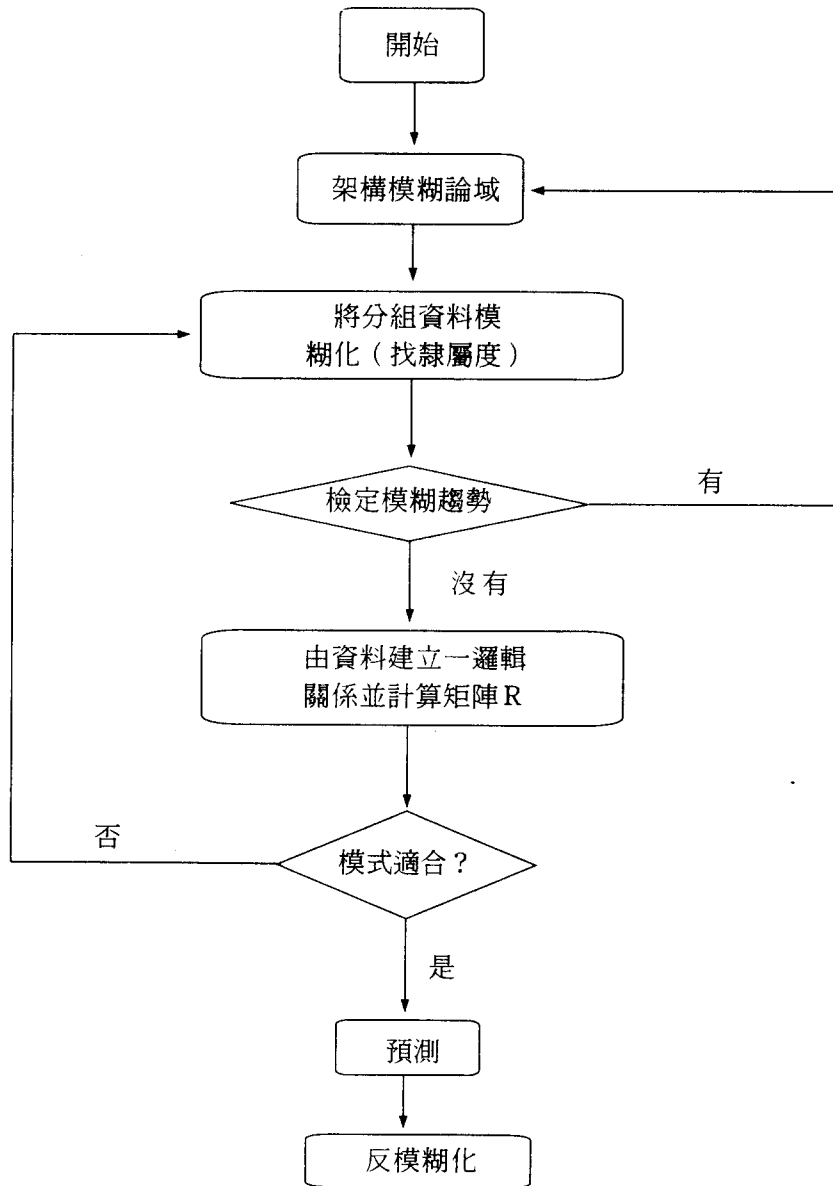 開始
架構模糊論域
將分組資料模
糊化（找隸屬度）
檢定模糊趨勢
有
沒有
由資料建立一邏輯
關係並計算矩陣R
否
模式適合？
是
預測
反模糊化